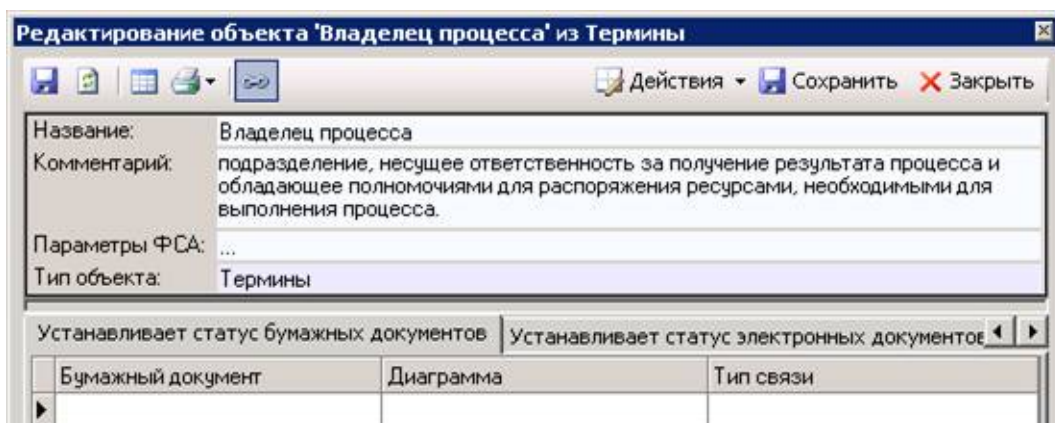 Редактирование объекта 'Владелец процесса' из Термины
Действия Сохранить Закрыть
Название: Владелец процесса
Комментарий: подразделение, несущее ответственность за получение результата процесса и
обладающее полномочиями для распоряжения ресурсами, необходимыми для
выполнения процесса.
Параметры ФСА: ...
Тип объекта: Термины
Устанавливает статус бумажных документов Устанавливает статус электронных документов
Бумажный документ Диаграмма Тип связи